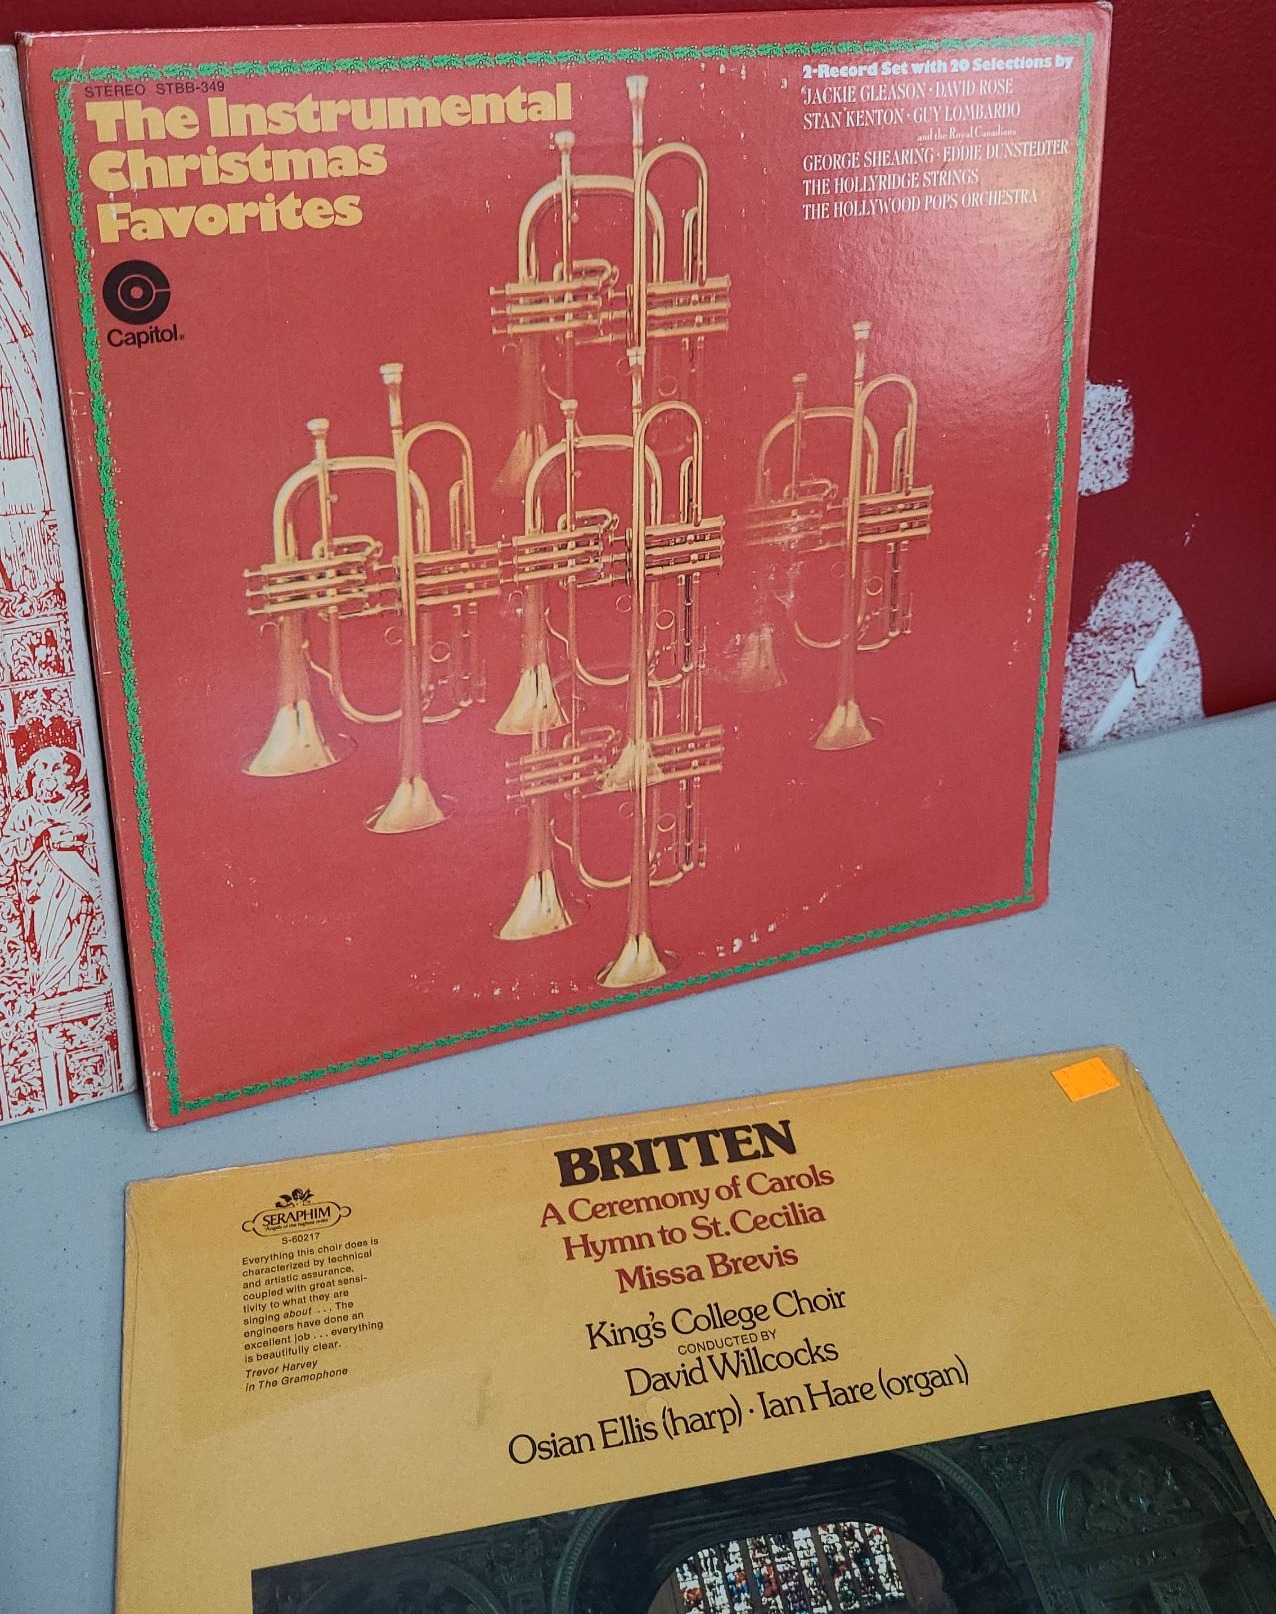 STEREO STBB-349
The Instrumental
Christmas
Favorites
Capitol®
2-Record Set with 20 Selections by
JACKIE GLEASON · DAVID ROSE
STAN KENTON · GUY LOMBARDO
and the Royal Canadians
GEORGE SHEARING · EDDIE DUNSTEDTER
THE HOLLYRIDGE STRINGS
THE HOLLYWOOD POPS ORCHESTRA
BRITTEN
A Ceremony of Carols
Hymn to St. Cecilia
Missa Brevis
King's College Choir
CONDUCTED BY
David Willcocks
Osian Ellis (harp) · Ian Hare (organ)
SERAPHIM
"Angels of the highest order"
S-60217
Everything this choir does is
characterized by technical
and artistic assurance,
coupled with great sensi-
tivity to what they are
singing about . . . The
engineers have done an
excellent job . . . everything
is beautifully clear.
Trevor Harvey
in The Gramophone